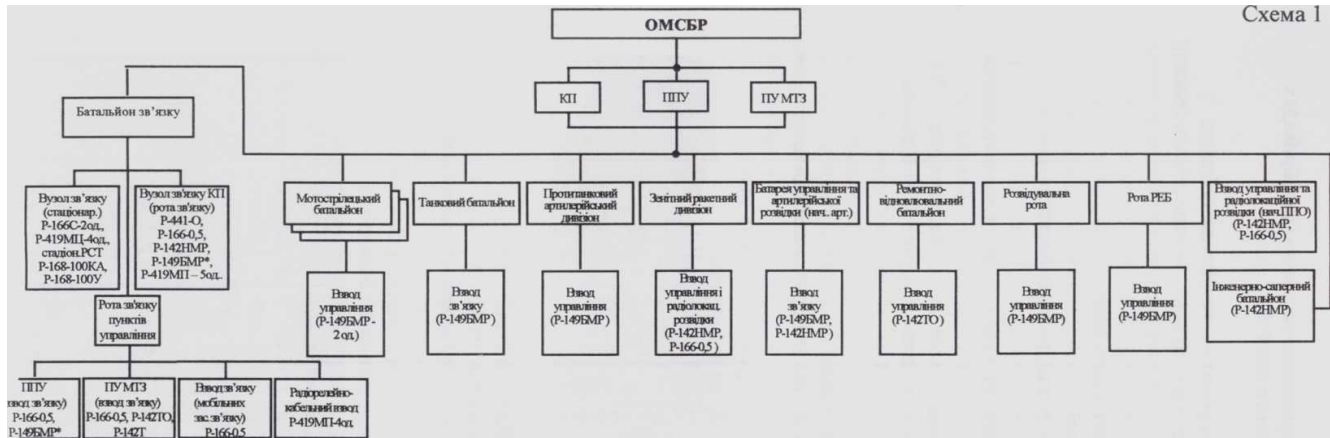 Схема 1
ОМСБР
КП
ППУ
ПУ МТЗ
Батальйон зв’язку
Вузол зв’язку
(стаціонар.)
Р-166С-2од.,
Р-419МЦ-4од.,
стаціон.РСТ
Р-168-100КА,
Р-168-100У
Вузол зв'язку КП
(рота зв'язку)
Р-441-О,
Р-166-0,5,
Р-142НМР,
Р-149БМР*,
Р-419МП – 5од..
Рота зв'язку
пунктів
управління
ППУ
взвод зв’язку)
Р-166-0,5,
Р-149БМР*
ПУ МТЗ
(взвод зв’язку)
Р-166-0,5, Р-142ТО,
Р-142Т
Взвод зв’язку
(мобільних
зас.зв’язку)
Р-166-0.5
Радіорелейно-
кабельний взвод
Р-419МП-4од.
Мотострілецький
батальйон
Взвод
управління
(Р-149БМР -
2 од.)
Танковий батальйон
Взвод
зв’язку
(Р-149БМР)
Протитанковий
артилерійський
дивізіон
Взвод
управління
(Р-149БМР)
Зенітний ракетний
дивізіон
Взвод
управління і
радіолокац.
розвідки
(Р-142НМР,
Р-166-0,5)
Батарея управління та
артилерійської
розвідки (нач.. арт.)
Взвод
зв’язку
(Р-149БМР,
Р-142НМР)
Ремонтно-
відновлювальний
батальйон
Взвод
управління
(Р-142ТО)
Розвідувальна
рота
Взвод
управління
(Р-149БМР)
Рота РЕБ
Взвод
управління
(Р-149БМР)
Взвод управління та
радіолокаційної
розвідки (нач.ППО)
(Р-142НМР,
Р-166-0,5)
Інженерно-саперний
батальйон
(Р-142НМР)